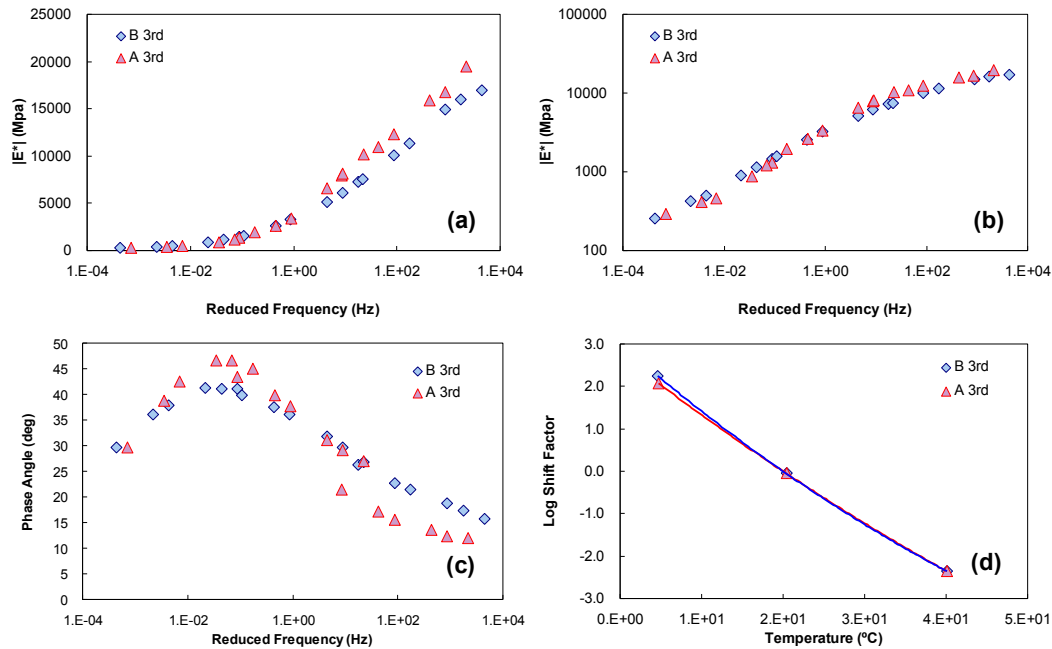 25000
20000
15000
10000
5000
0
|E*| (Mpa)
B 3rd
A 3rd
(a)
1.E-04
1.E-02
1.E+00
1.E+02
1.E+04
Reduced Frequency (Hz)
100000
10000
1000
100
|E*| (Mpa)
B 3rd
A 3rd
(b)
1.E-04
1.E-02
1.E+00
1.E+02
1.E+04
Reduced Frequency (Hz)
50
45
40
35
30
25
20
15
10
5
0
Phase Angle (deg)
B 3rd
A 3rd
(c)
1.E-04
1.E-02
1.E+00
1.E+02
1.E+04
Reduced Frequency (Hz)
3.0
2.0
1.0
0.0
-1.0
-2.0
-3.0
Log Shift Factor
B 3rd
A 3rd
(d)
0.E+00
1.E+01
2.E+01
3.E+01
4.E+01
5.E+01
Temperature (ºC)